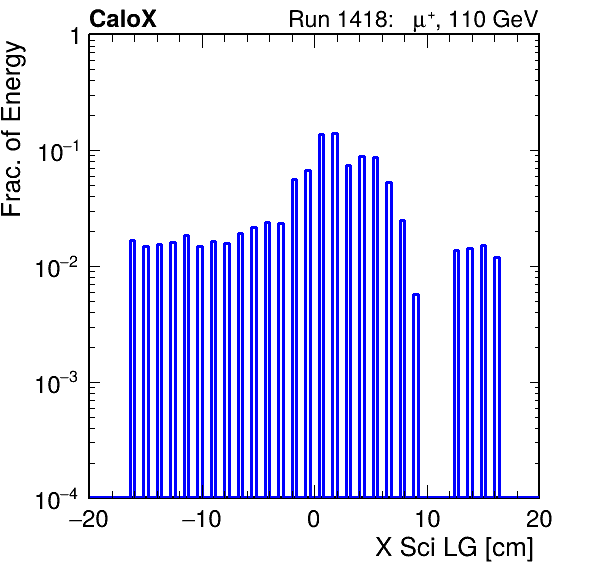 CaloX Run 1418: μ⁺, 110 GeV
Frac. of Energy
1
10⁻¹
10⁻²
10⁻³
10⁻⁴
−20 −10 0 10 20
X Sci LG [cm]